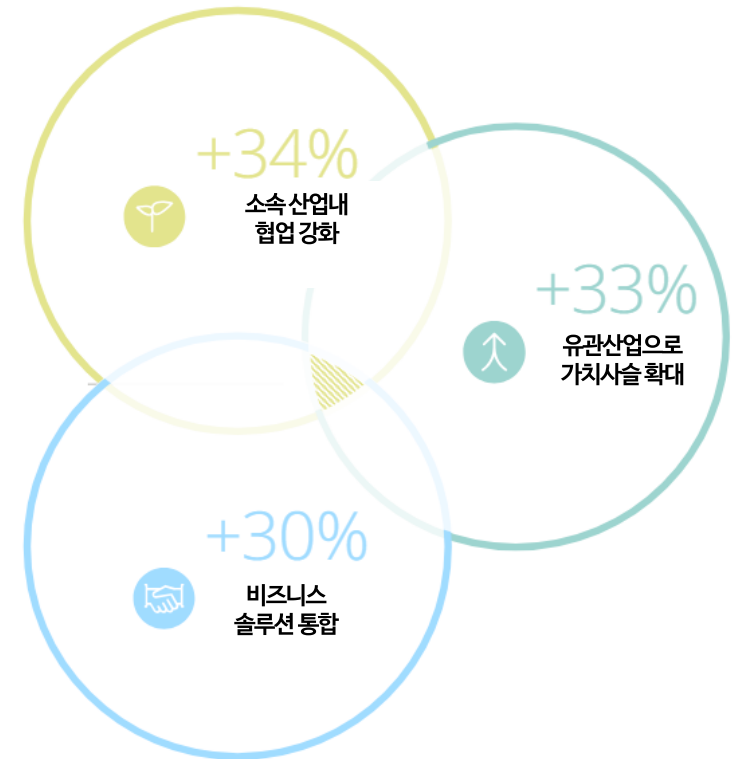 +34%
소속 산업내
협업 강화
+33%
유관산업으로
가치사슬 확대
+30%
비즈니스
솔루션 통합